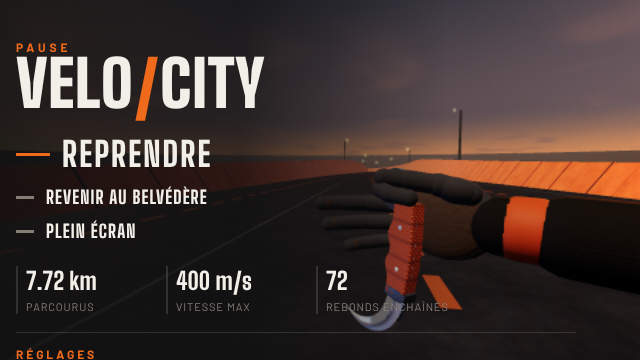 PAUSE
VELO/CITY
REPRENDRE
REVENIR AU BELVÉDÈRE
PLEIN ÉCRAN
7.72 km
400 m/s
72
PARCOURUS
VITESSE MAX
REBONDS ENCHAÎNÉS
RÉGLAGES